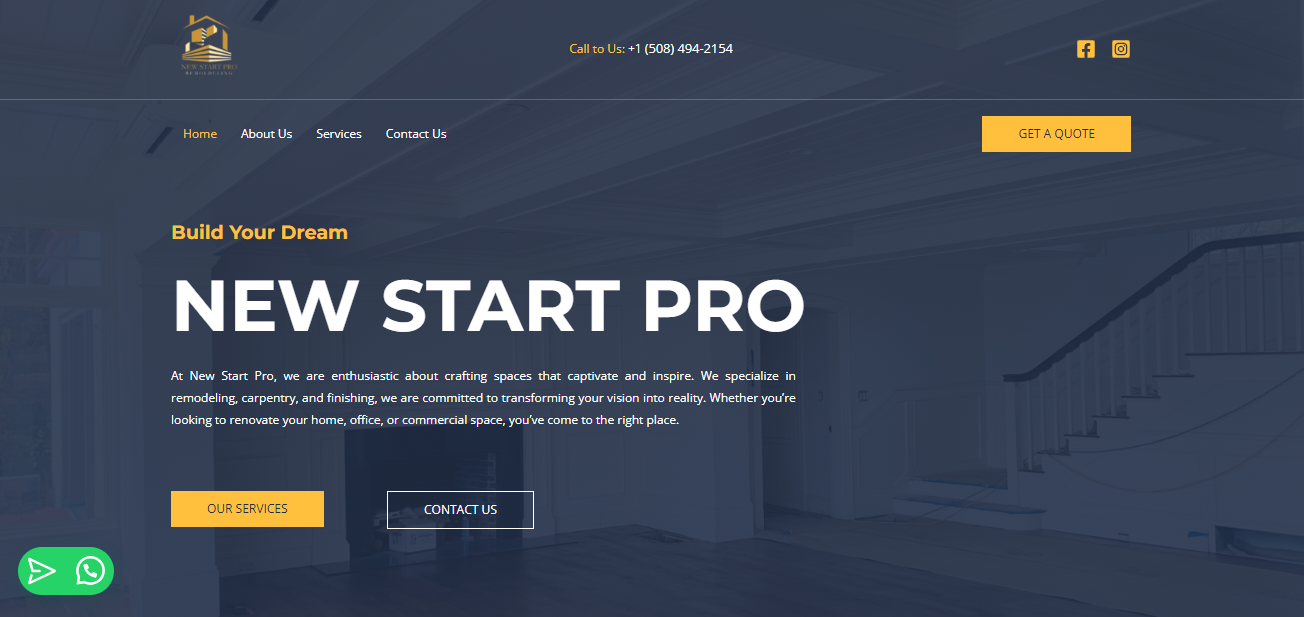 NEW START PRO
REMODELING
Call to Us: +1 (508) 494-2154
Home About Us Services Contact Us
GET A QUOTE
Build Your Dream
NEW START PRO
At New Start Pro, we are enthusiastic about crafting spaces that captivate and inspire. We specialize in
remodeling, carpentry, and finishing, we are committed to transforming your vision into reality. Whether you’re
looking to renovate your home, office, or commercial space, you’ve come to the right place.
OUR SERVICES
CONTACT US